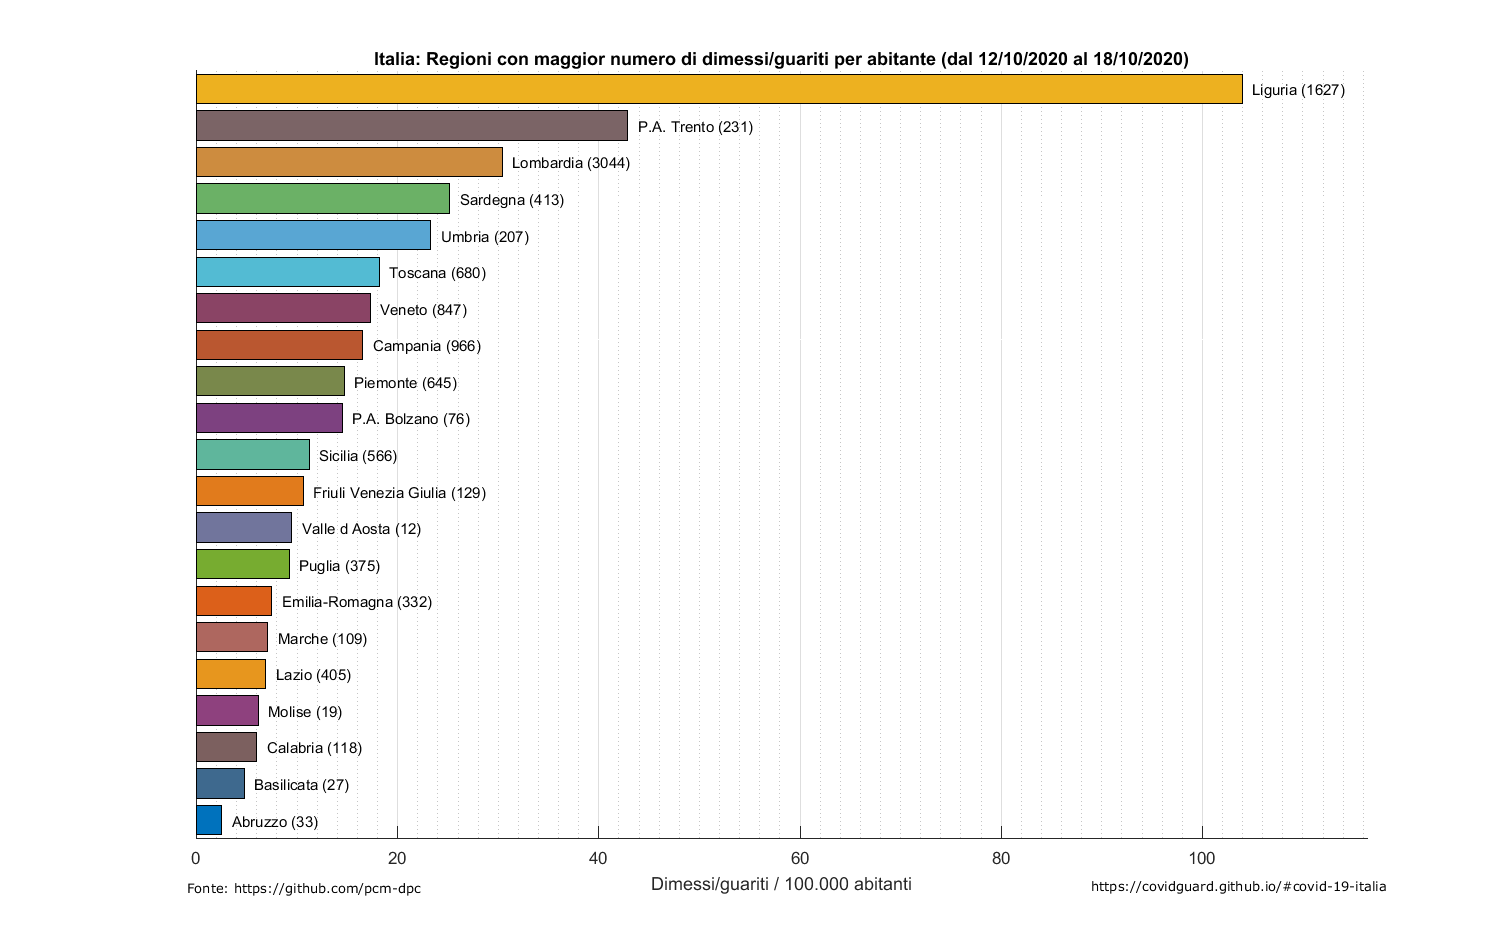 Italia: Regioni con maggior numero di dimessi/guariti per abitante (dal 12/10/2020 al 18/10/2020)
Liguria (1627)
P.A. Trento (231)
Lombardia (3044)
Sardegna (413)
Umbria (207)
Toscana (680)
Veneto (847)
Campania (966)
Piemonte (645)
P.A. Bolzano (76)
Sicilia (566)
Friuli Venezia Giulia (129)
Valle d Aosta (12)
Puglia (375)
Emilia-Romagna (332)
Marche (109)
Lazio (405)
Molise (19)
Calabria (118)
Basilicata (27)
Abruzzo (33)
0 20 40 60 80 100
Dimessi/guariti / 100.000 abitanti
Fonte: https://github.com/pcm-dpc
https://covidguard.github.io/#covid-19-italia